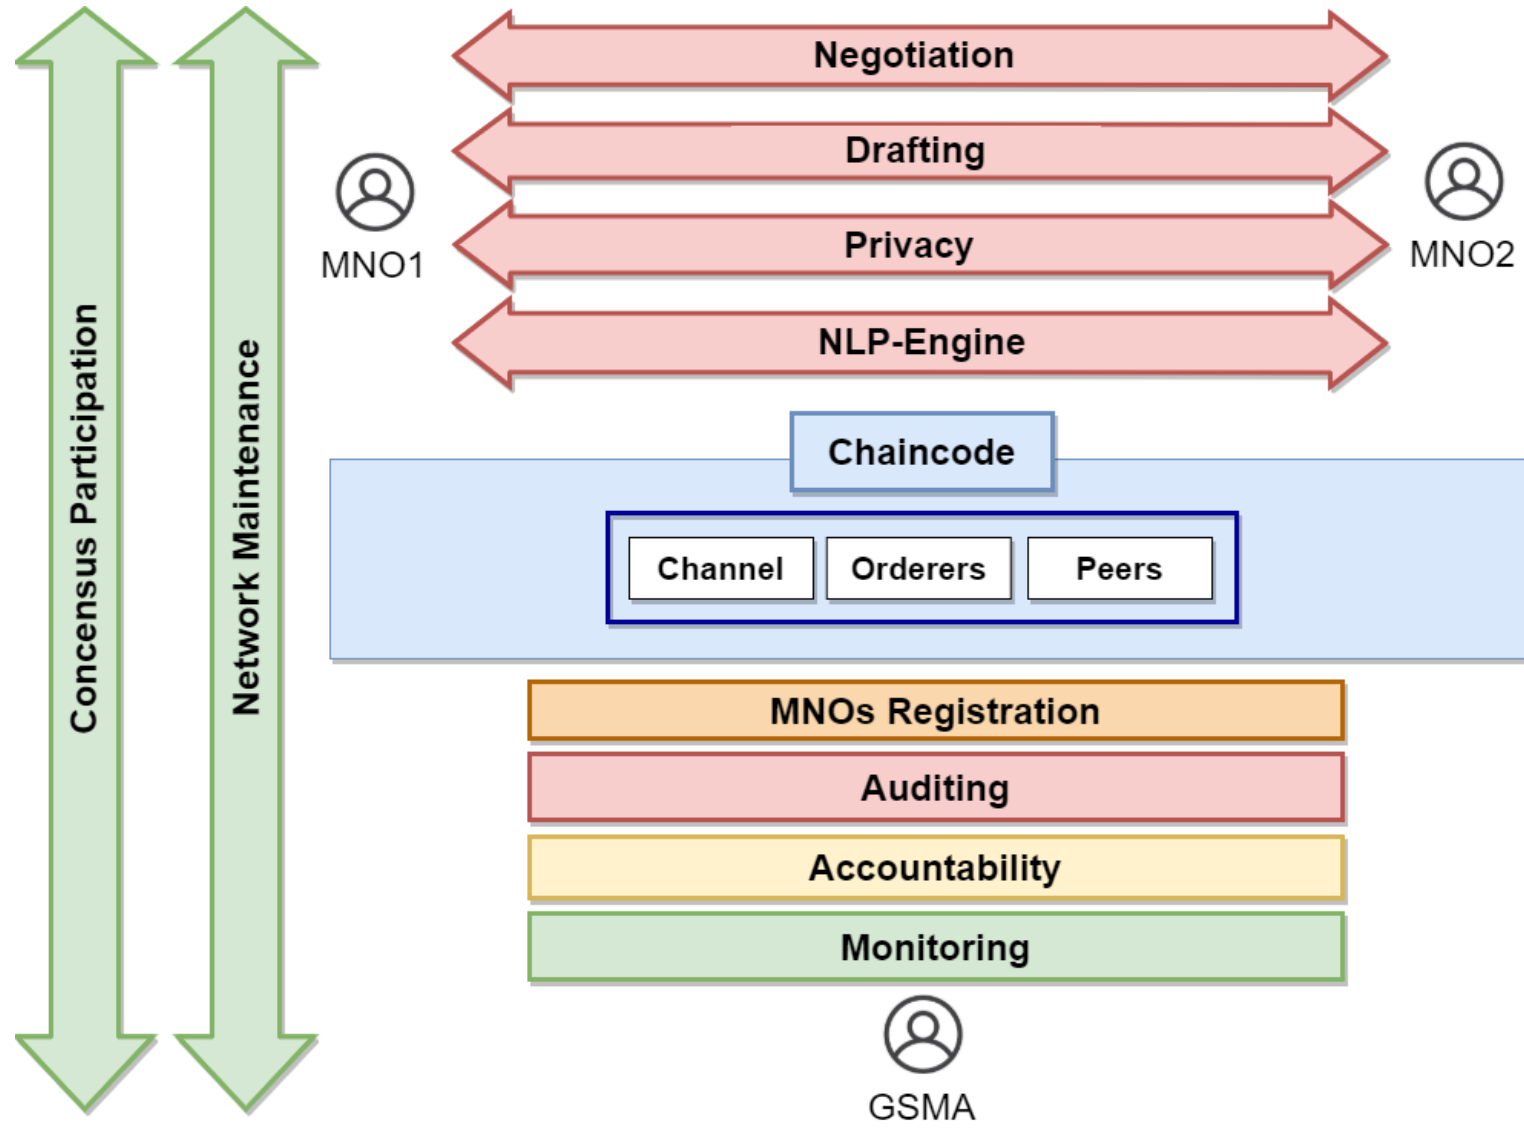 Concensus Participation
Network Maintenance
Negotiation
Drafting
Privacy
NLP-Engine
MNO1
MNO2
Chaincode
Channel
Orderers
Peers
MNOs Registration
Auditing
Accountability
Monitoring
GSMA